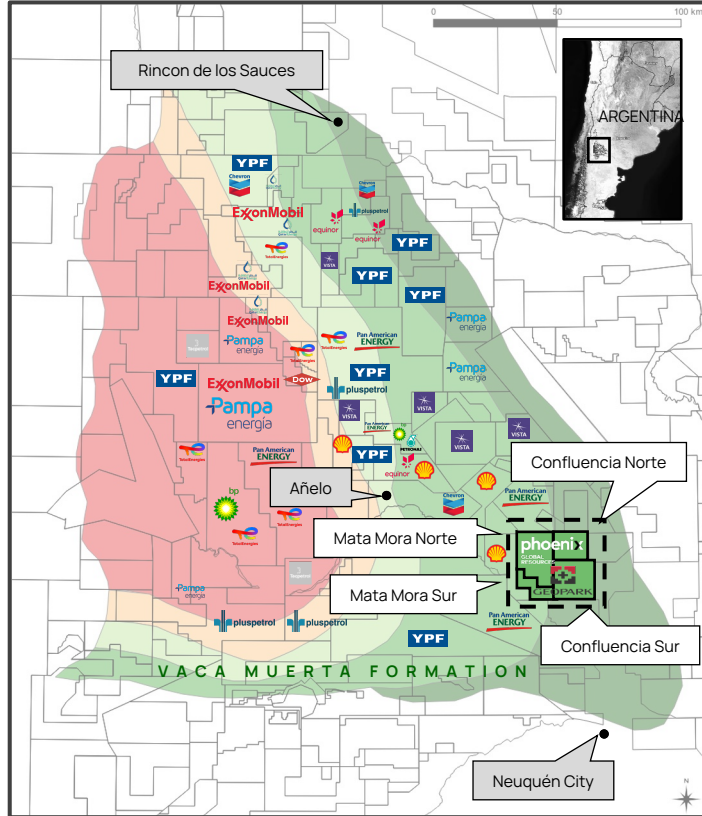 0
50
100 km
Rincon de los Sauces
ARGENTINA
YPF
Chevron
Chevron
ExxonMobil
pluspetrol
equinor
equinor
YPF
TotalEnergies
VISTA
YPF
ExxonMobil
YPF
ExxonMobil
Pampa
energía
Pampa
energía
TotalEnergies
TotalEnergies
Pan American
ENERGY
Pampa
energía
YPF
ExxonMobil
DOW
YPF
pluspetrol
Pampa
energía
VISTA
VISTA
VISTA
VISTA
Pan American
ENERGY
bp
PETRONAS
TotalEnergies
Pan American
ENERGY
YPF
equinor
Confluencia Norte
bp
Añelo
Chevron
Pan American
ENERGY
TotalEnergies
TotalEnergies
Mata Mora Norte
phoenix
GLOBAL
RESOURCES
GEOPARK
Mata Mora Sur
Pampa
energía
pluspetrol
pluspetrol
YPF
Pan American
ENERGY
Confluencia Sur
VACA MUERTA FORMATION
Neuquén City
N